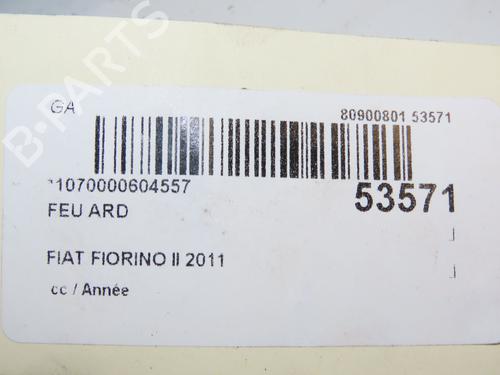 GA
80900801 53571
*1070000604557
53571
FEU ARD
FIAT FIORINO II 2011
cc / Année
B-PARTS